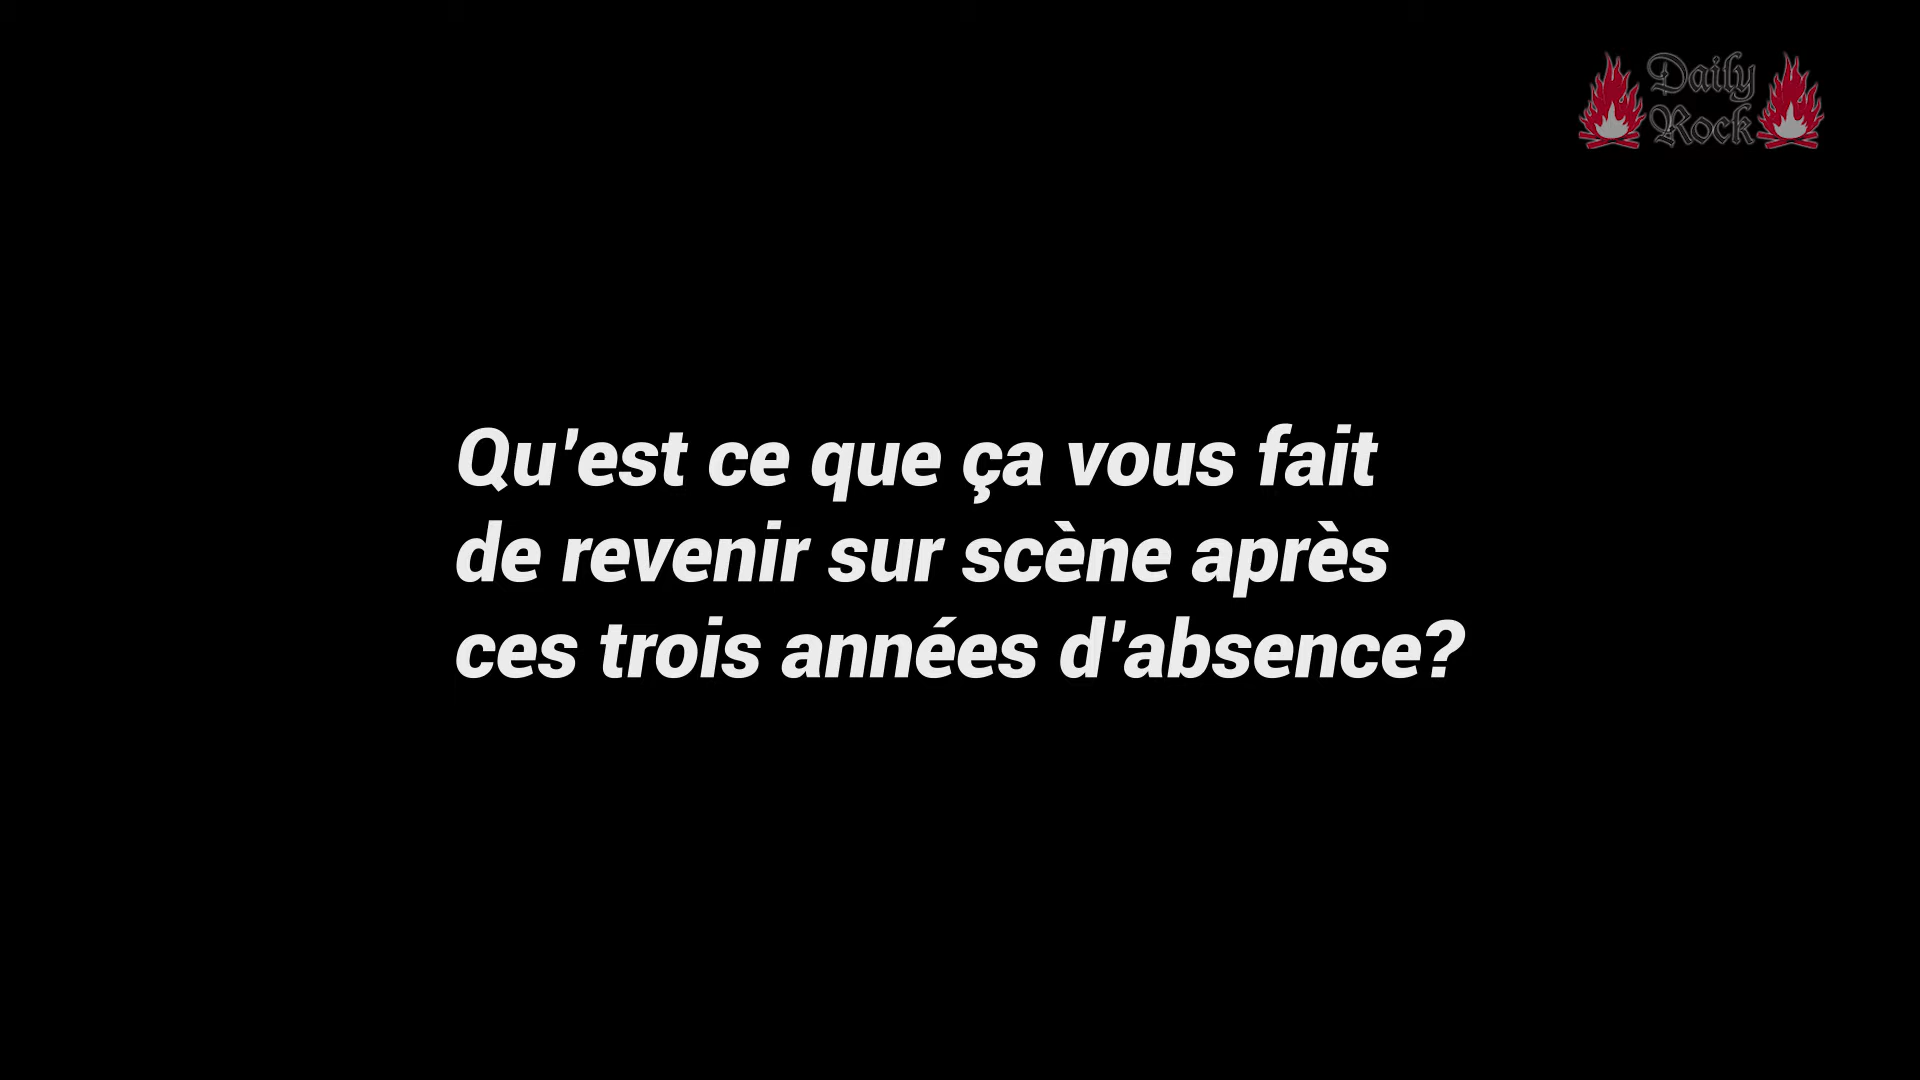 Daily
Rock
Qu’est ce que ça vous fait
de revenir sur scène après
ces trois années d’absence?